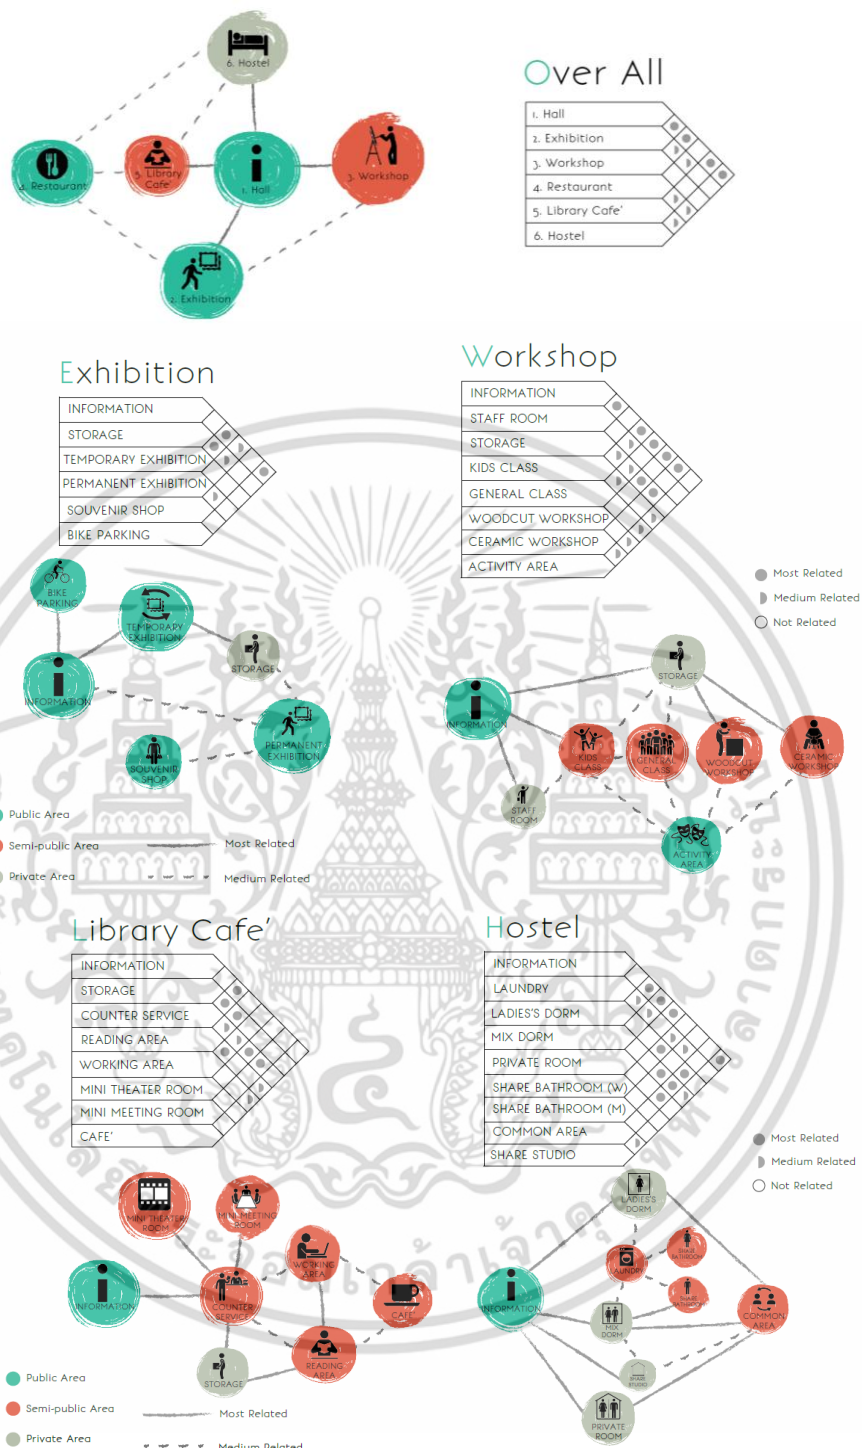 6. Hostel
Over All
1. Hall
2. Exhibition
3. Workshop
4. Restaurant
5. Library Cafe'
6. Hostel
4. Restaurant
5. Library
Cafe'
1. Hall
3. Workshop
2. Exhibition
Exhibition
INFORMATION
STORAGE
TEMPORARY EXHIBITION
PERMANENT EXHIBITION
SOUVENIR SHOP
BIKE PARKING
Workshop
INFORMATION
STAFF ROOM
STORAGE
KIDS CLASS
GENERAL CLASS
WOODCUT WORKSHOP
CERAMIC WORKSHOP
ACTIVITY AREA
Most Related
Medium Related
Not Related
BIKE
PARKING
TEMPORARY
EXHIBITION
STORAGE
INFORMATION
PERMANENT
EXHIBITION
SOUVENIR
SHOP
STORAGE
INFORMATION
KIDS
CLASS
GENERAL
CLASS
WOODCUT
WORKSHOP
CERAMIC
WORKSHOP
STAFF
ROOM
ACTIVITY
AREA
Public Area
Semi-public Area
Private Area
Most Related
Medium Related
Library Cafe'
INFORMATION
STORAGE
COUNTER SERVICE
READING AREA
WORKING AREA
MINI THEATER ROOM
MINI MEETING ROOM
CAFE'
Hostel
INFORMATION
LAUNDRY
LADIES'S DORM
MIX DORM
PRIVATE ROOM
SHARE BATHROOM (W)
SHARE BATHROOM (M)
COMMON AREA
SHARE STUDIO
Most Related
Medium Related
Not Related
MINI THEATER
ROOM
MINI MEETING
ROOM
WORKING
AREA
INFORMATION
COUNTER
SERVICE
CAFE'
READING
AREA
STORAGE
LADIES'S
DORM
SHARE
BATHROOM
LAUNDRY
INFORMATION
SHARE
BATHROOM
COMMON
AREA
MIX
DORM
SHARE
STUDIO
PRIVATE
ROOM
Public Area
Semi-public Area
Private Area
Most Related
Medium Related